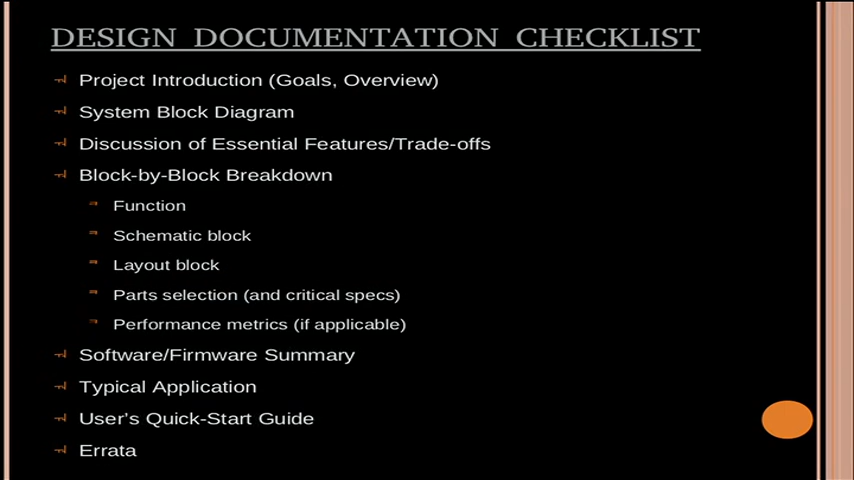 DESIGN DOCUMENTATION CHECKLIST
Project Introduction (Goals, Overview)
System Block Diagram
Discussion of Essential Features/Trade-offs
Block-by-Block Breakdown
Function
Schematic block
Layout block
Parts selection (and critical specs)
Performance metrics (if applicable)
Software/Firmware Summary
Typical Application
User's Quick-Start Guide
Errata